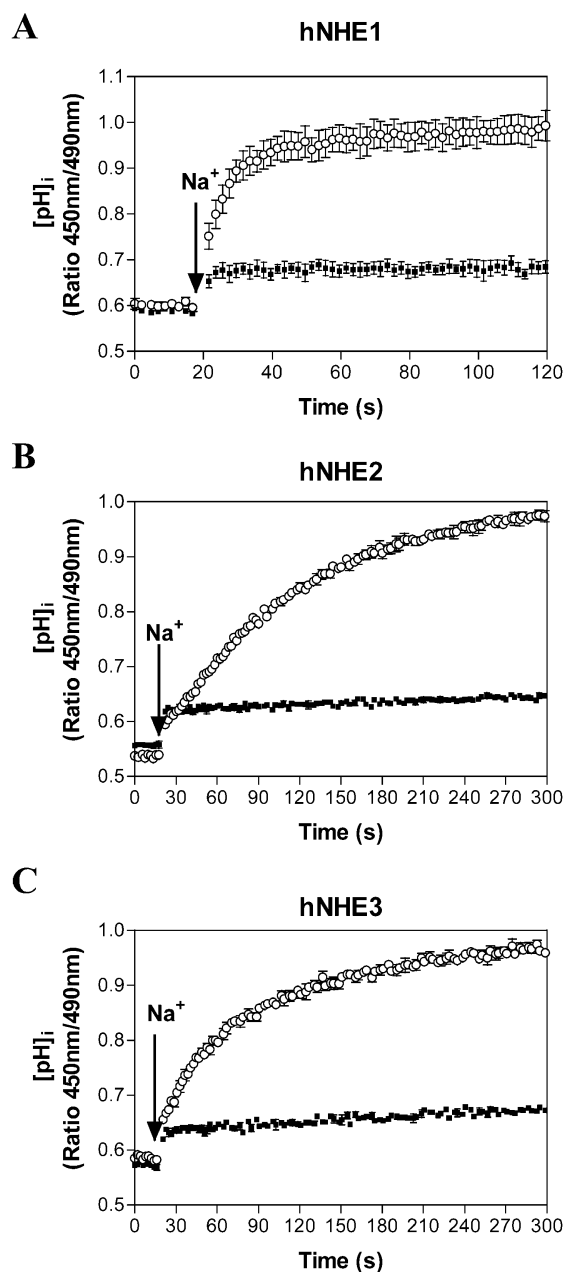 A
hNHE1
[pH]i
(Ratio 450nm/490nm)
1.1
1.0
0.9
0.8
0.7
0.6
0.5
Na+
0 20 40 60 80 100 120
Time (s)
B
hNHE2
[pH]i
(Ratio 450nm/490nm)
1.0
0.9
0.8
0.7
0.6
0.5
Na+
0 30 60 90 120 150 180 210 240 270 300
Time (s)
C
hNHE3
[pH]i
(Ratio 450nm/490nm)
1.0
0.9
0.8
0.7
0.6
0.5
Na+
0 30 60 90 120 150 180 210 240 270 300
Time (s)